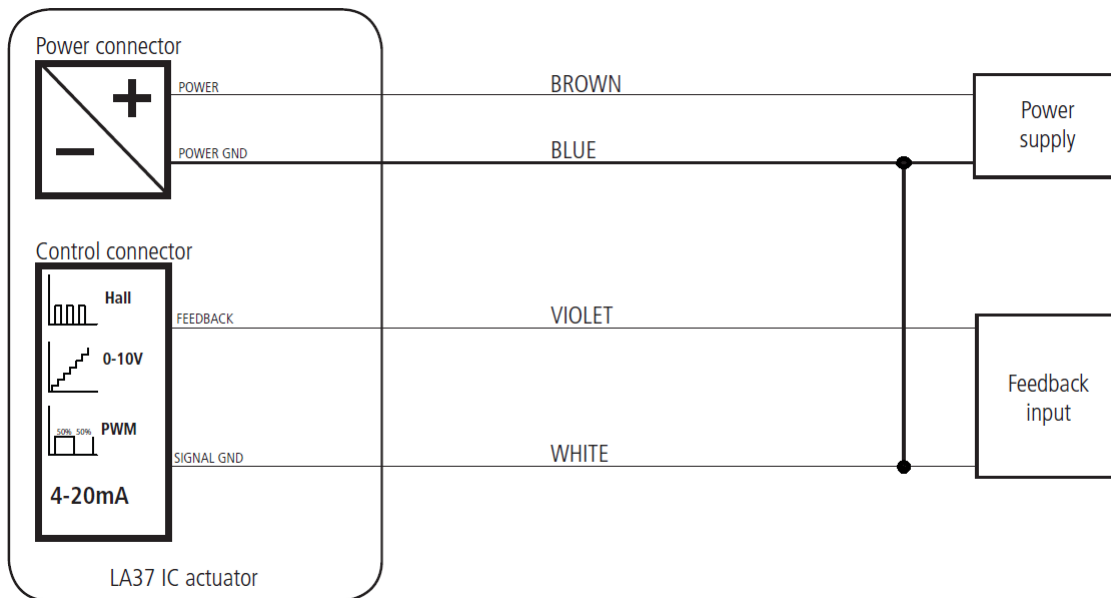 Power connector
+
−
POWER
BROWN
Power
supply
POWER GND
BLUE
Control connector
Hall
FEEDBACK
VIOLET
0-10V
Feedback
input
50% 50%
PWM
SIGNAL GND
WHITE
4-20mA
LA37 IC actuator